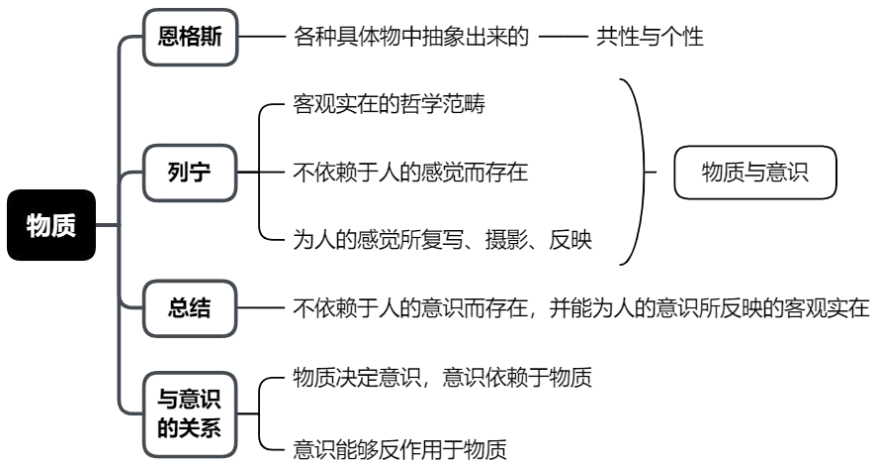 恩格斯
各种具体物中抽象出来的
共性与个性
客观实在的哲学范畴
列宁
不依赖于人的感觉而存在
物质与意识
为人的感觉所复写、摄影、反映
物质
总结
不依赖于人的意识而存在，并能为人的意识所反映的客观实在
与意识
的关系
物质决定意识，意识依赖于物质
意识能够反作用于物质